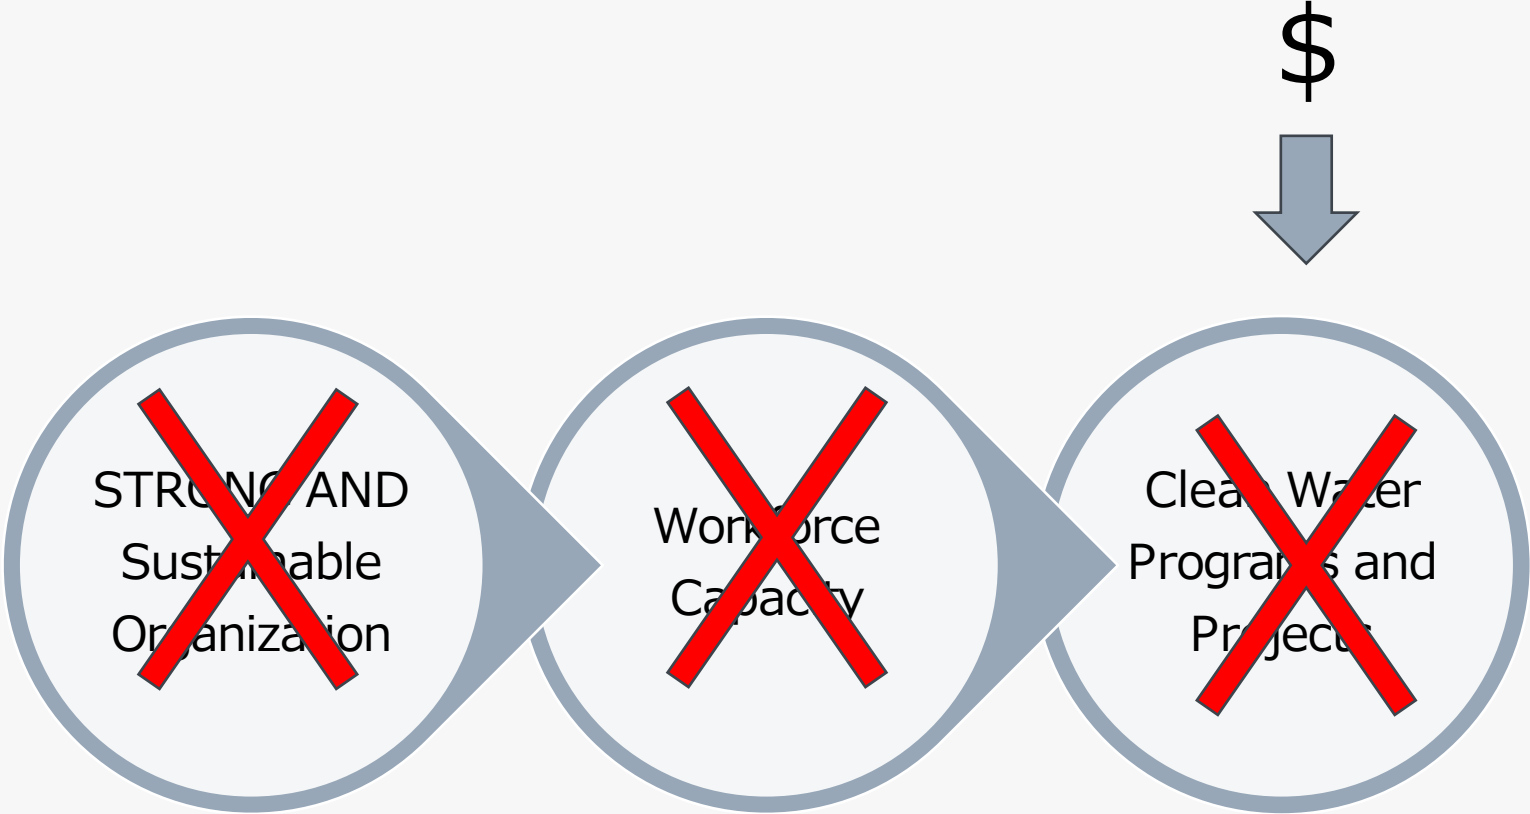 $
STRONG AND
Sustainable
Organization
Workforce
Capacity
Clean Water
Programs and
Projects